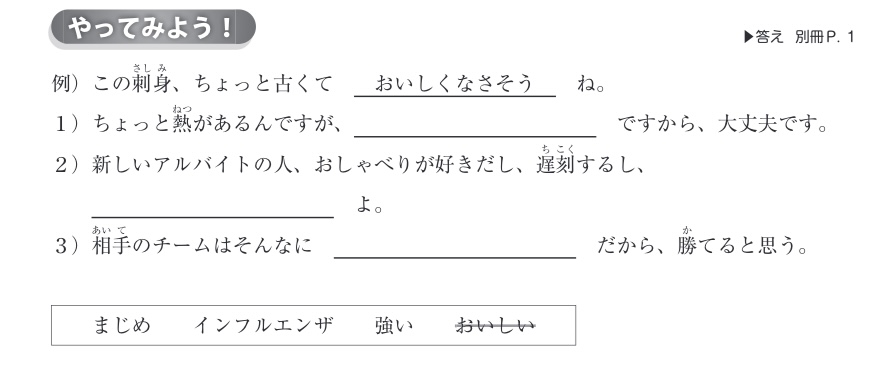 やってみよう！
▶答え 別冊P. 1
例）この刺身、ちょっと古くて おいしくなさそう ね。
さし み
１）ちょっと熱があるんですが、 ですから、大丈夫です。
ねつ
２）新しいアルバイトの人、おしゃべりが好きだし、遅刻するし、
ち こく
よ。
３）相手のチームはそんなに だから、勝てると思う。
あい て か
まじめ インフルエンザ 強い おいしい